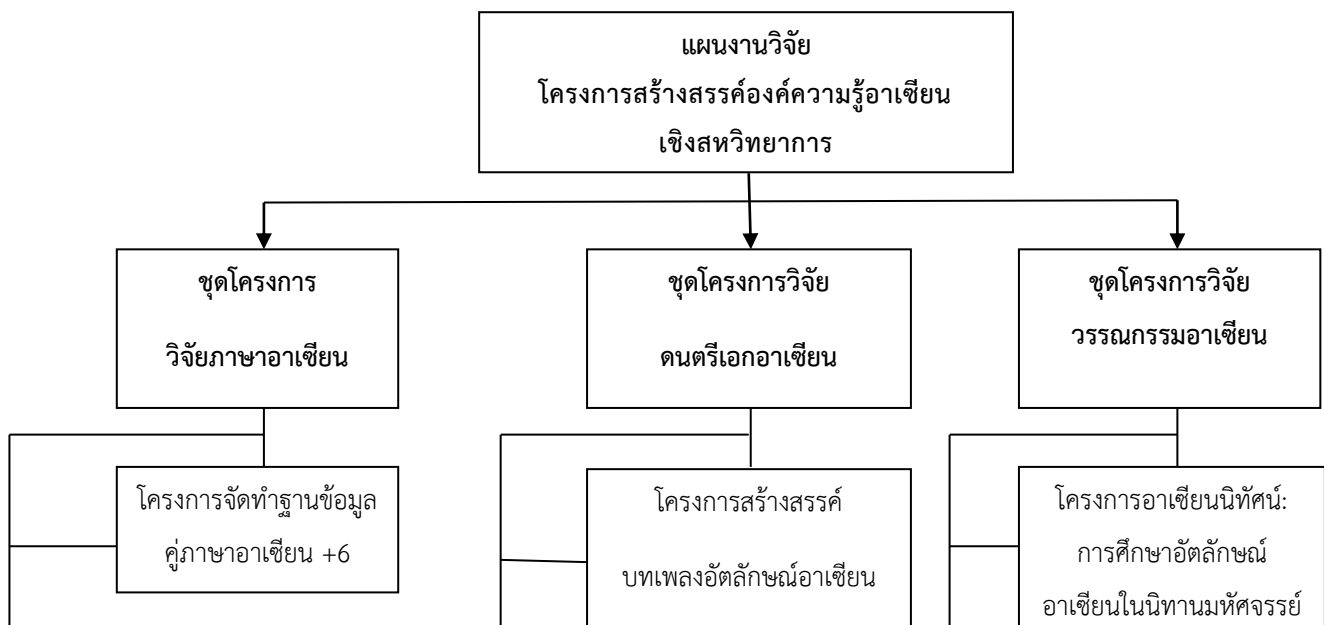 แผนงานวิจัย
โครงการสร้างสรรค์องค์ความรู้อาเซียน
เชิงสหวิทยาการ
ชุดโครงการ
วิจัยภาษาอาเซียน
ชุดโครงการวิจัย
ดนตรีเอกอาเซียน
ชุดโครงการวิจัย
วรรณกรรมอาเซียน
โครงการจัดทำฐานข้อมูล
คู่ภาษาอาเซียน +6
โครงการสร้างสรรค์
บทเพลงอัตลักษณ์อาเซียน
โครงการอาเซียนนิทัศน์:
การศึกษาอัตลักษณ์
อาเซียนในนิทานมหัศจรรย์